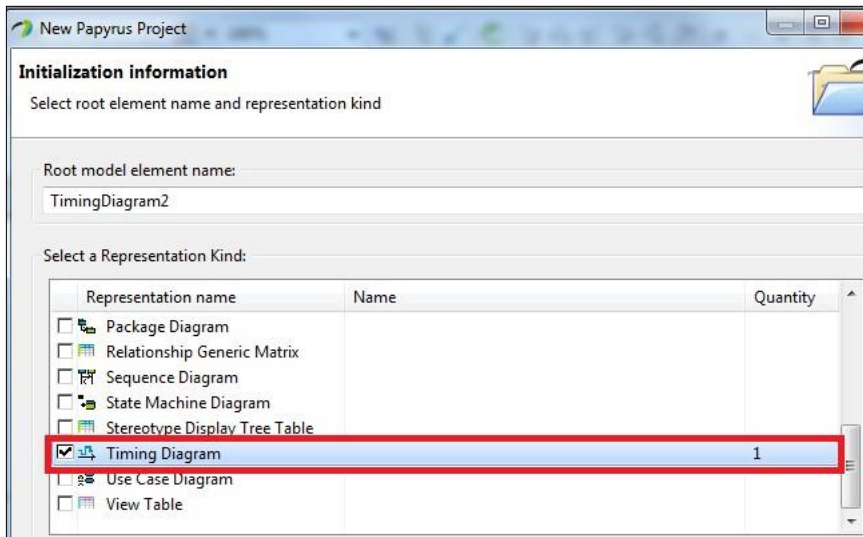 New Papyrus Project
Initialization information
Select root element name and representation kind
Root model element name:
TimingDiagram2
Select a Representation Kind:
Representation name Name Quantity
Package Diagram
Relationship Generic Matrix
Sequence Diagram
State Machine Diagram
Stereotype Display Tree Table
Timing Diagram 1
Use Case Diagram
View Table